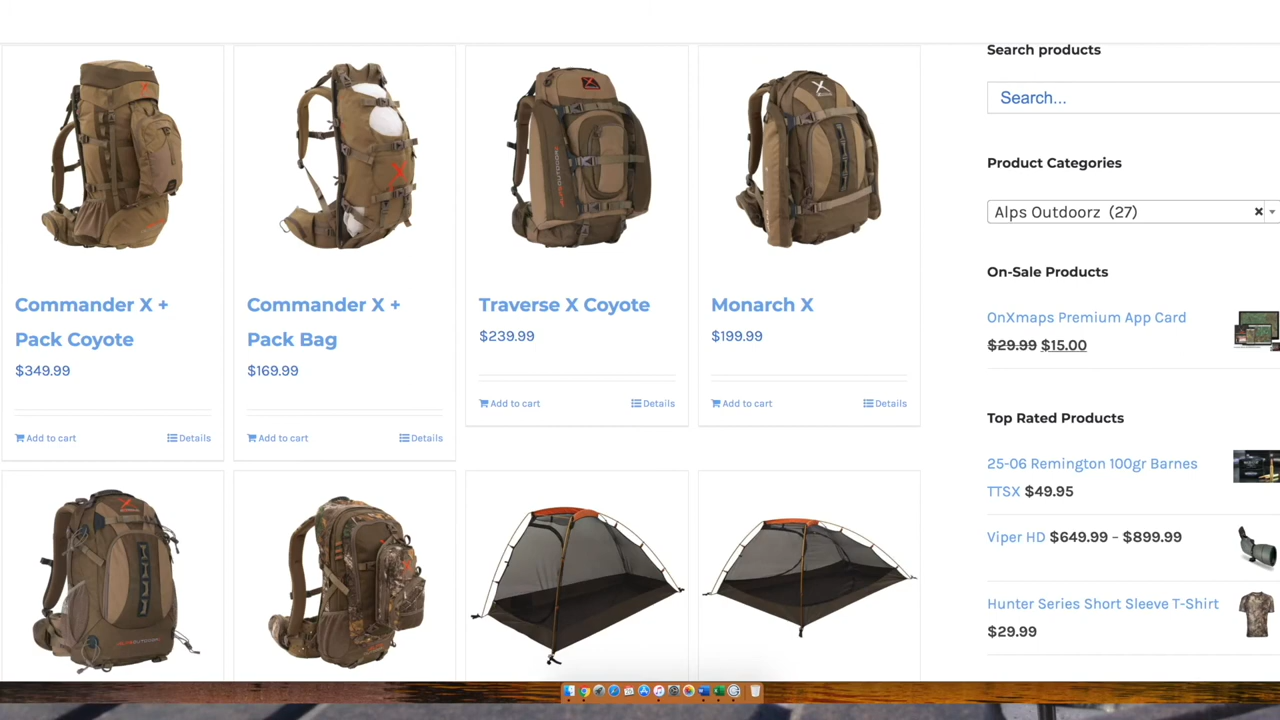 Commander X +
Pack Coyote
$349.99
Add to cart
Details
Commander X +
Pack Bag
$169.99
Add to cart
Details
Traverse X Coyote
$239.99
Add to cart
Details
Monarch X
$199.99
Add to cart
Details
Search products
Search...
Product Categories
Alps Outdoorz (27)
On-Sale Products
OnXmaps Premium App Card
$29.99 $15.00
Top Rated Products
25-06 Remington 100gr Barnes
TTSX $49.95
Viper HD $649.99 – $899.99
Hunter Series Short Sleeve T-Shirt
$29.99